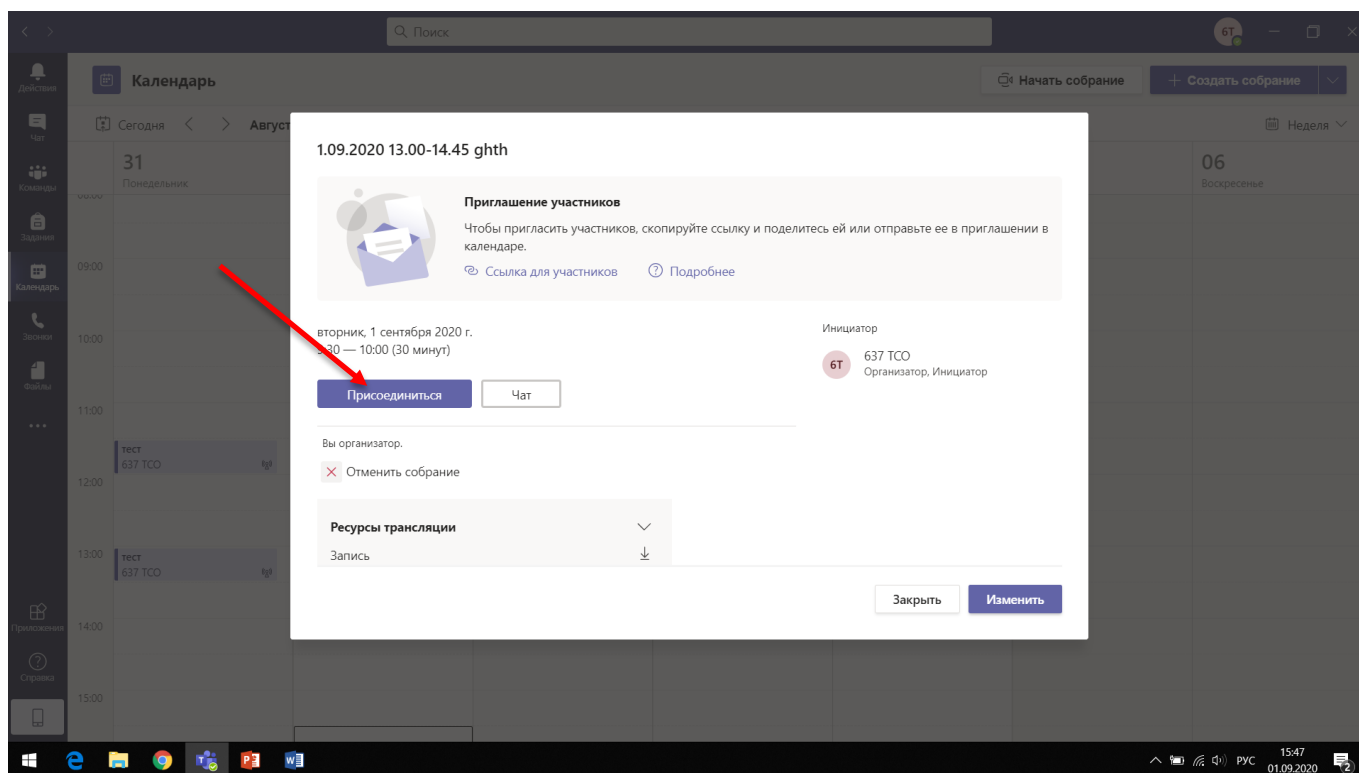 Поиск
6T
Действия
Календарь
Начать собрание
Создать собрание
Чат
Сегодня
Август
Неделя
Команды
31
Понедельник
06
Воскресенье
Задания
Календарь
Звонки
Файлы
09:00
10:00
11:00
12:00
13:00
14:00
15:00
тест
637 ТСО
тест
637 ТСО
Приложения
Справка
1.09.2020 13.00-14.45 ghth
Приглашение участников
Чтобы пригласить участников, скопируйте ссылку и поделитесь ей или отправьте ее в приглашении в
календаре.
Ссылка для участников
Подробнее
вторник, 1 сентября 2020 г.
30 — 10:00 (30 минут)
Инициатор
6T
637 ТСО
Организатор, Инициатор
Присоединиться
Чат
Вы организатор.
Отменить собрание
Ресурсы трансляции
Запись
Закрыть
Изменить
РУС
15:47
01.09.2020
2